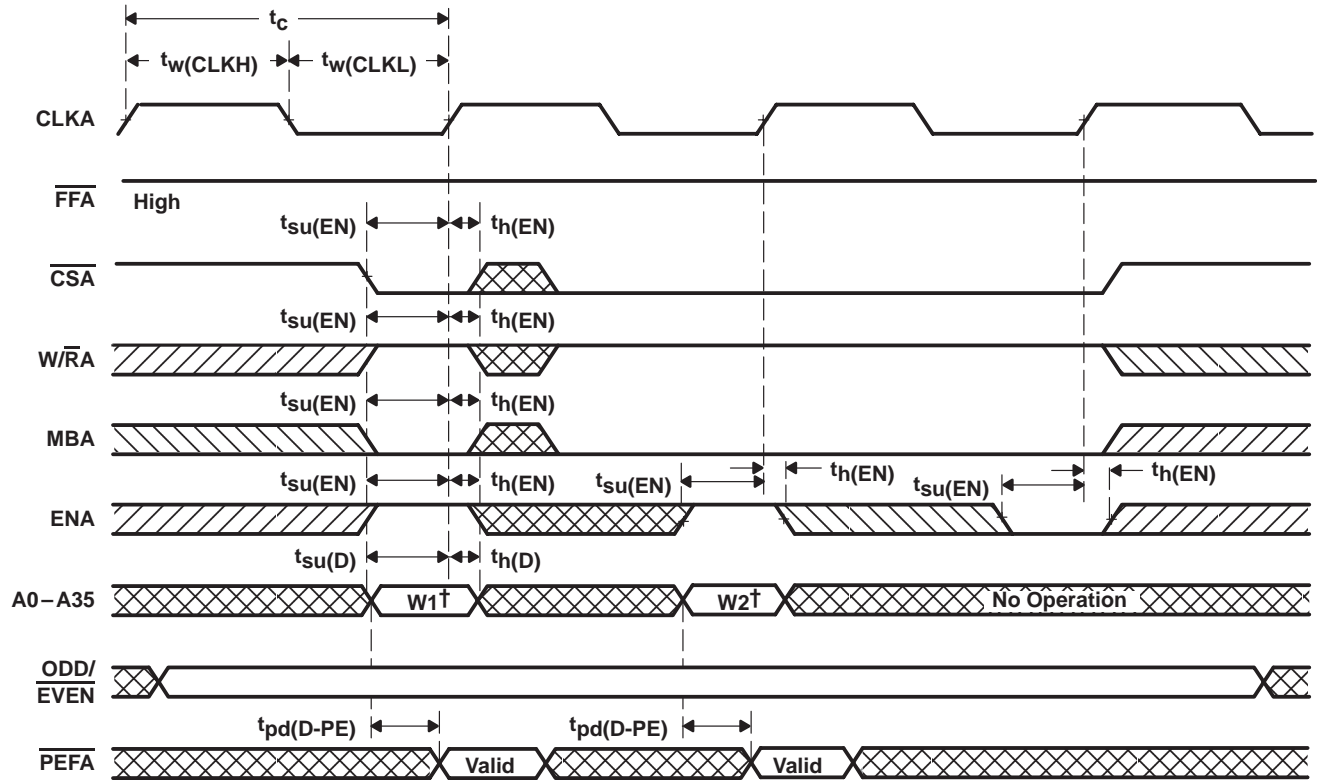 tc
tw(CLKH) tw(CLKL)
CLKA
FFA High
tsu(EN) th(EN)
CSA
tsu(EN) th(EN)
W/RA
tsu(EN) th(EN)
MBA
tsu(EN) th(EN) tsu(EN) th(EN) tsu(EN) th(EN)
ENA
tsu(D) th(D)
A0–A35 W1† W2† No Operation
ODD/
EVEN
tpd(D-PE) tpd(D-PE)
PEFA Valid Valid